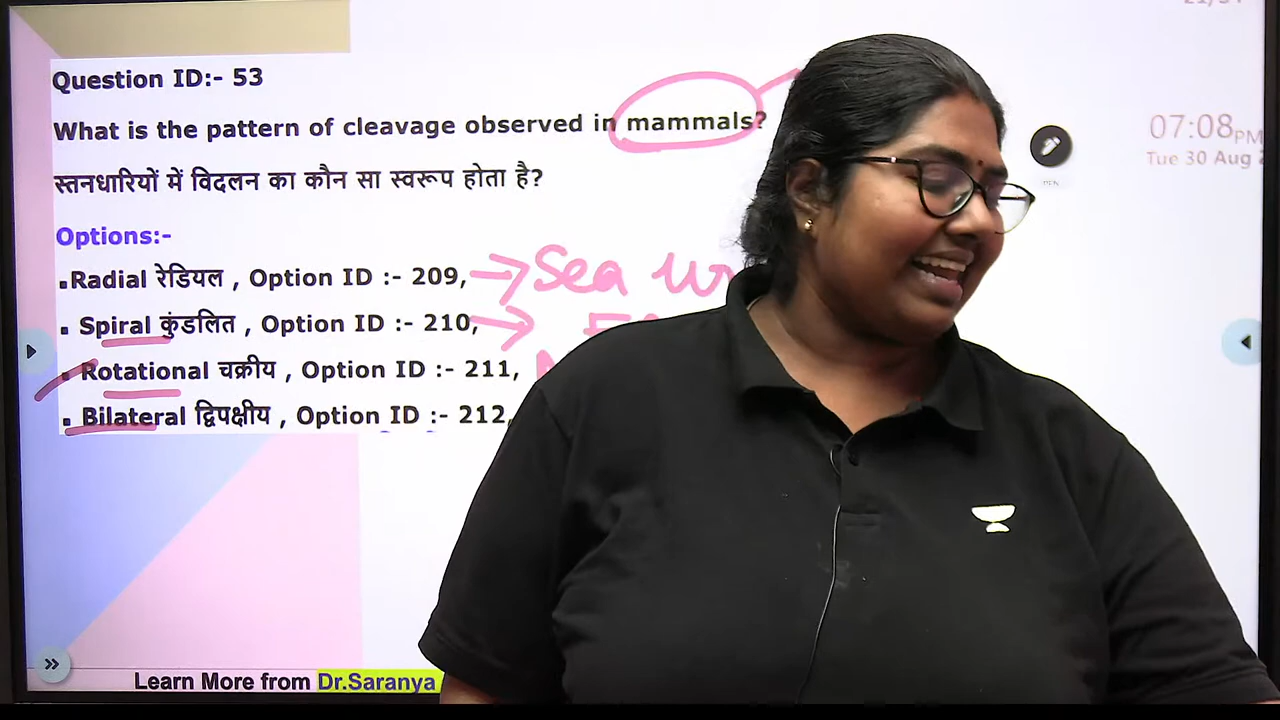 Question ID:- 53
What is the pattern of cleavage observed in mammals?
स्तनधारियों में विदलन का कौन सा स्वरूप होता है?
Options:-
▪Radial रेडियल , Option ID :- 209, → Sea
▪ Spiral कुंडलित , Option ID :- 210, →
▪ Rotational चक्रीय , Option ID :- 211,
▪ Bilateral द्विपक्षीय , Option ID :- 212,
07:08PM
Tue 30 Aug
Learn More from Dr.Saranya